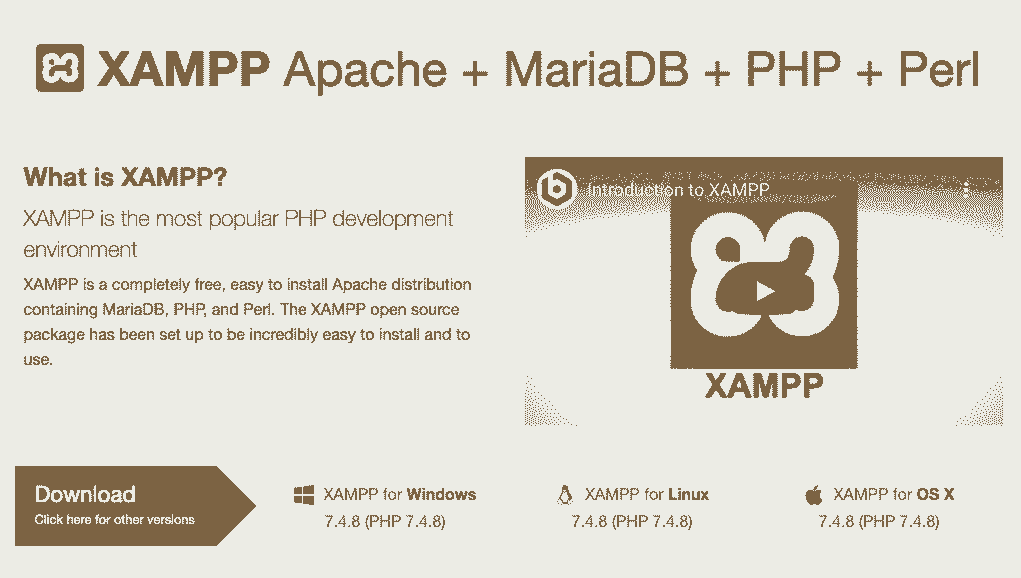 XAMPP Apache + MariaDB + PHP + Perl
What is XAMPP?
XAMPP is the most popular PHP development
environment
XAMPP is a completely free, easy to install Apache distribution
containing MariaDB, PHP, and Perl. The XAMPP open source
package has been set up to be incredibly easy to install and to
use.
Introduction to XAMPP
XAMPP
Download
Click here for other versions
XAMPP for Windows
7.4.8 (PHP 7.4.8)
XAMPP for Linux
7.4.8 (PHP 7.4.8)
XAMPP for OS X
7.4.8 (PHP 7.4.8)